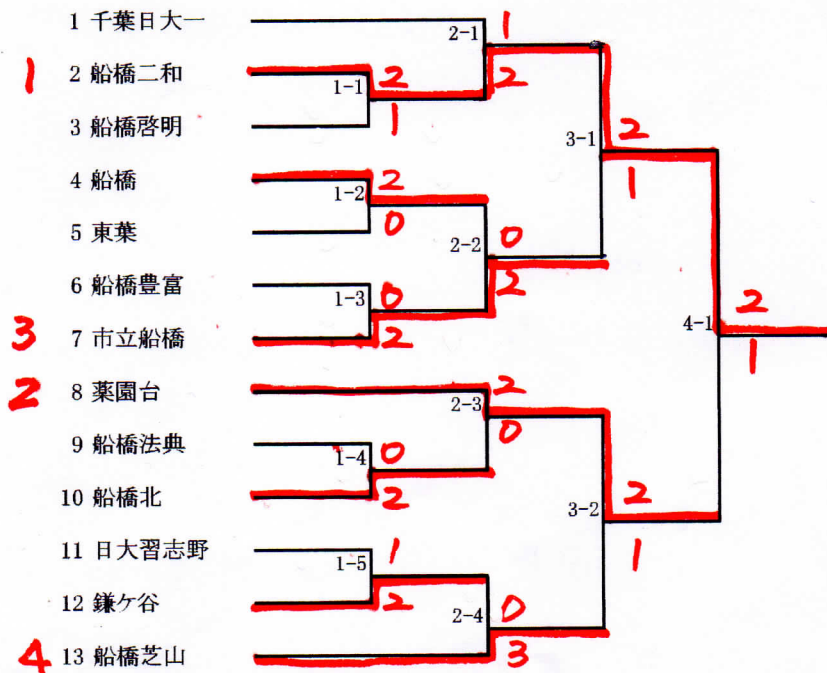 1 千葉日大一
2-1
1
2
1 2 船橋二和
1-1
2
1
3 船橋啓明
3-1
2
1
4 船橋
1-2
2
0
5 東葉
2-2
0
2
6 船橋豊富
1-3
0
2
3 7 市立船橋
4-1
2
1
2 8 薬園台
2-3
2
0
9 船橋法典
1-4
0
2
10 船橋北
3-2
2
1
11 日大習志野
1-5
1
2
12 鎌ケ谷
2-4
0
3
4 13 船橋芝山